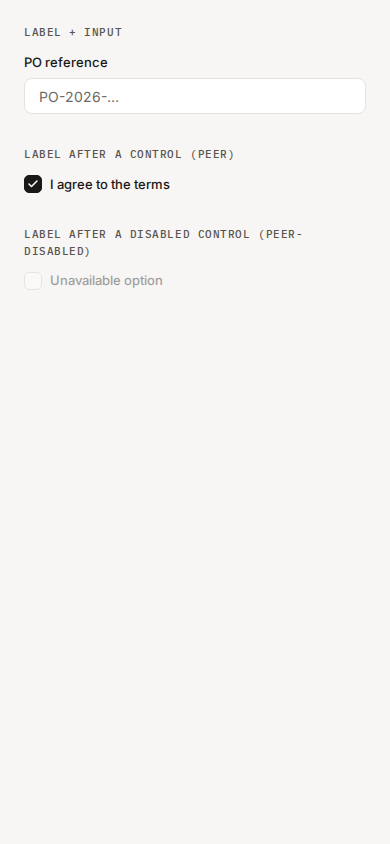 LABEL + INPUT
PO reference
PO-2026-...
LABEL AFTER A CONTROL (PEER)
I agree to the terms
LABEL AFTER A DISABLED CONTROL (PEER-
DISABLED)
Unavailable option